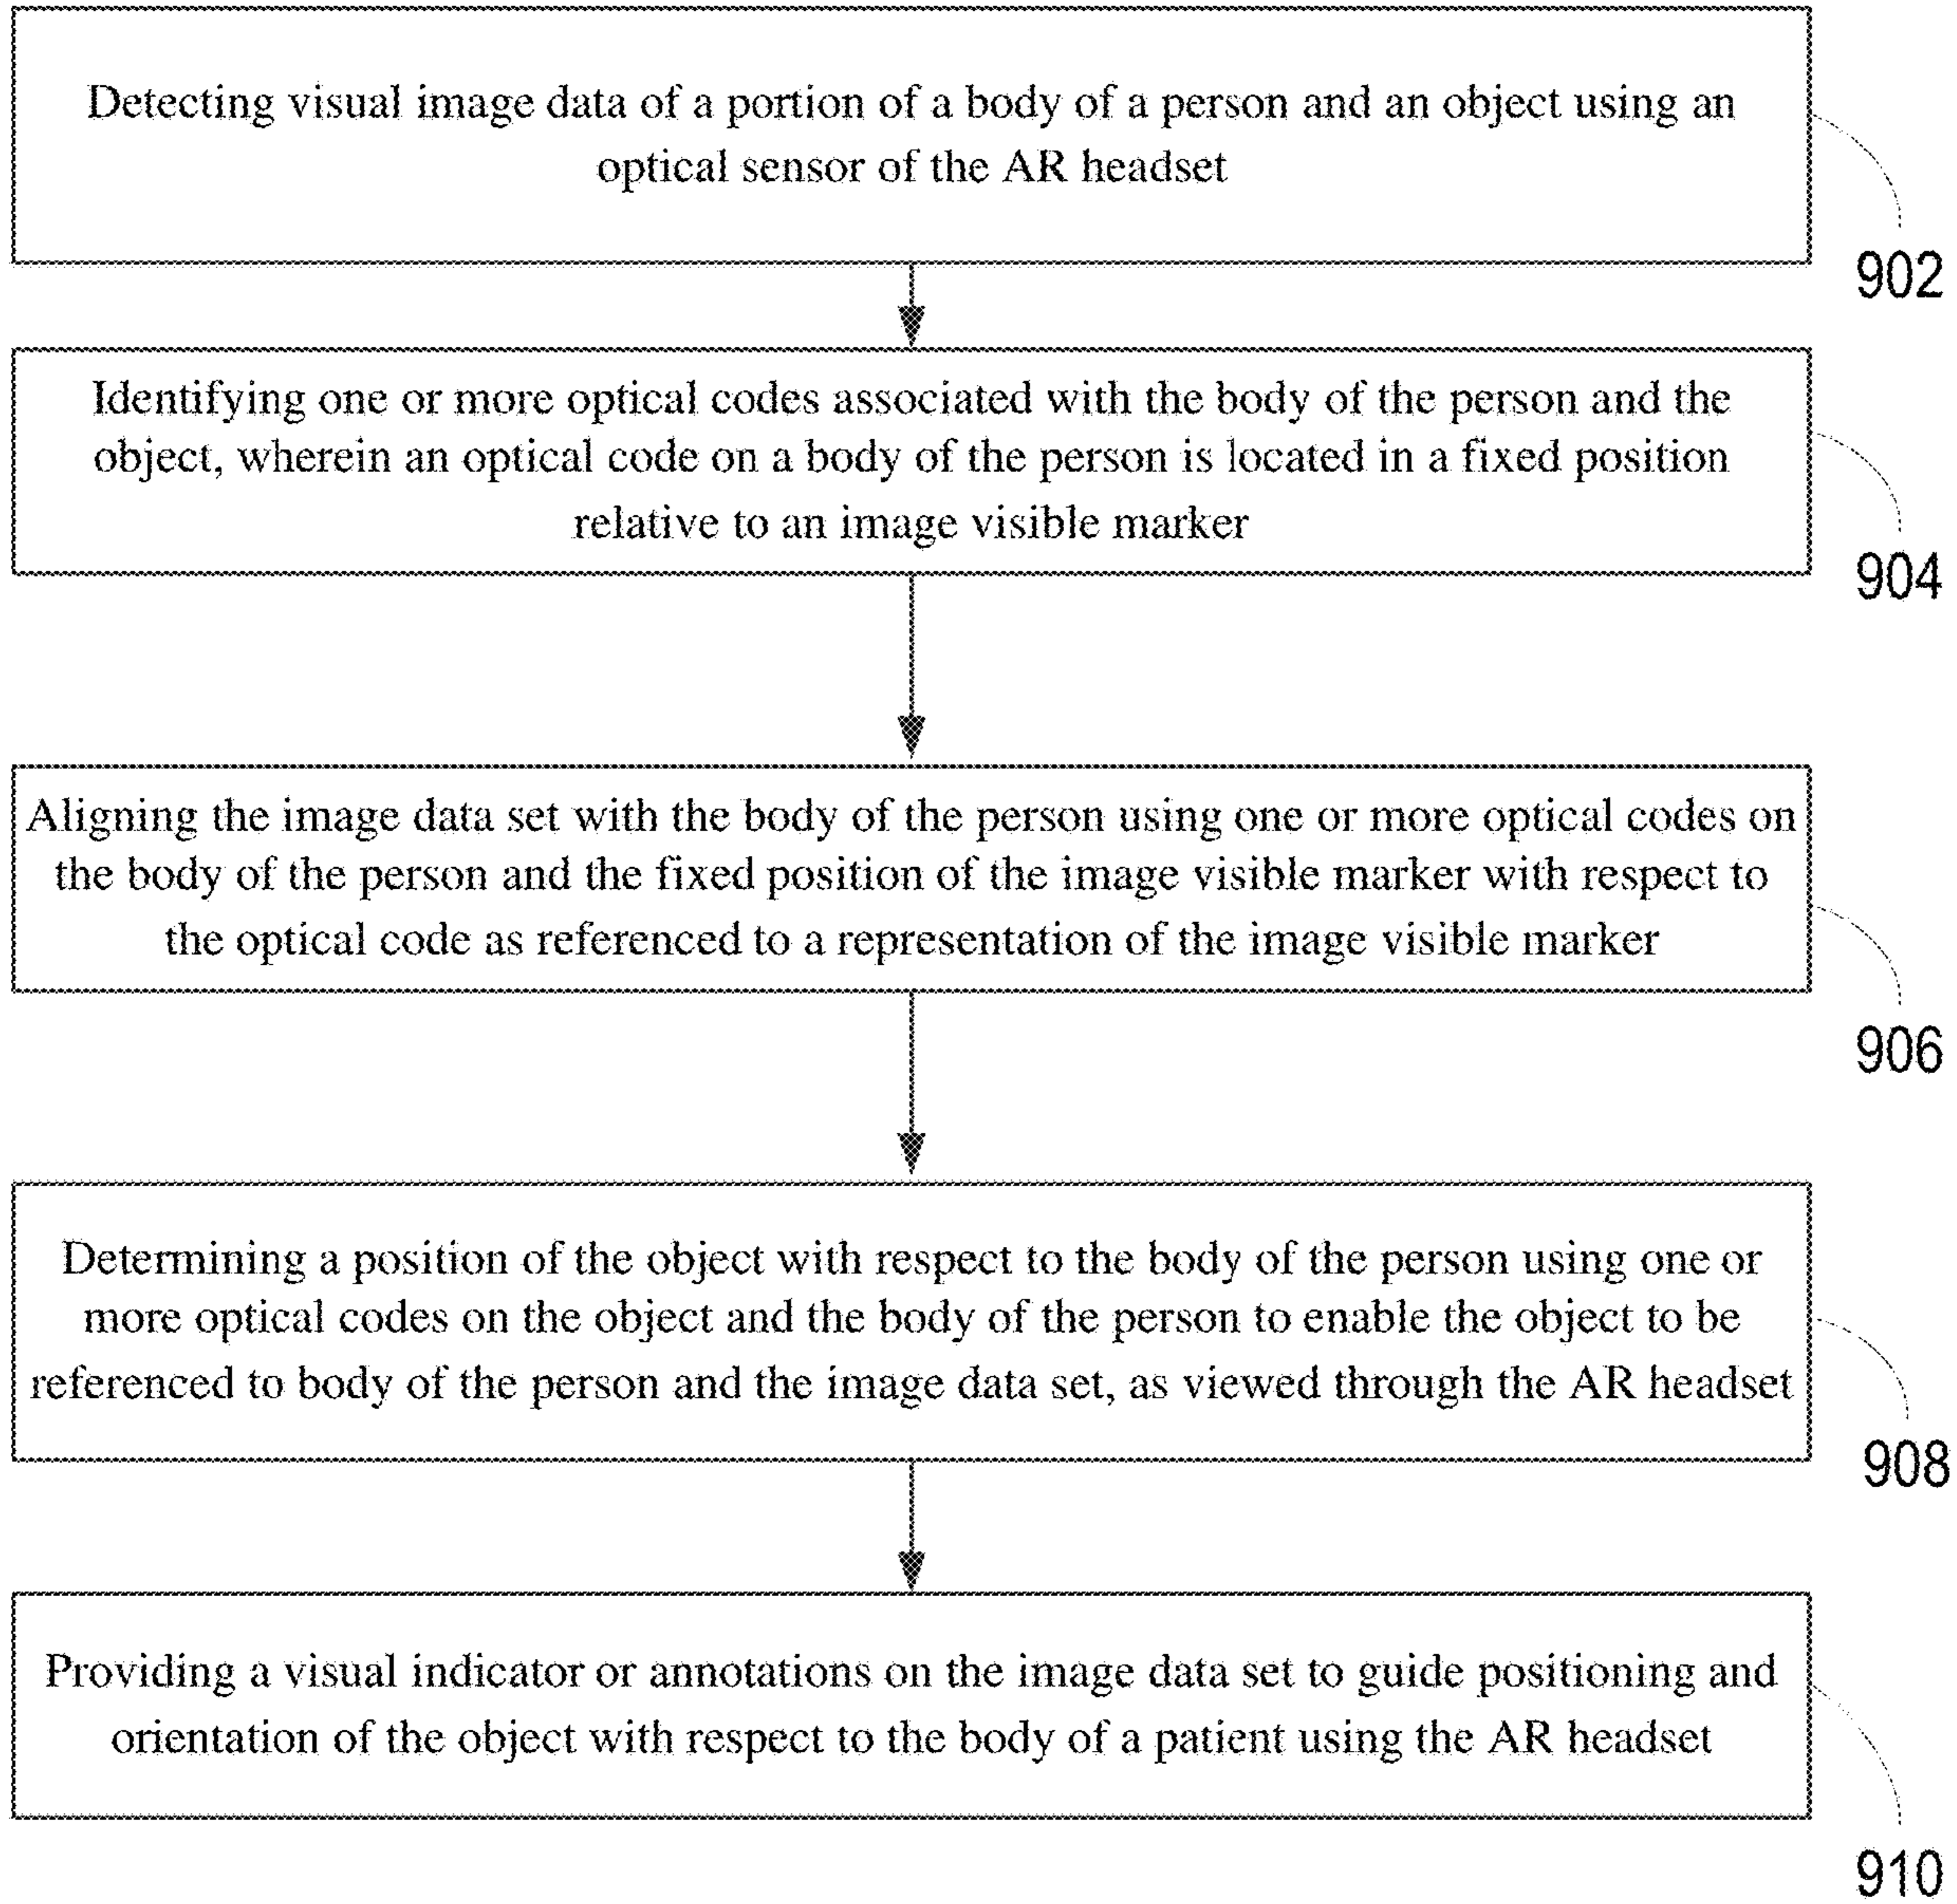 Detecting visual image data of a portion of a body of a person and an object using an
optical sensor of the AR headset
902
Identifying one or more optical codes associated with the body of the person and the
object, wherein an optical code on a body of the person is located in a fixed position
relative to an image visible marker
904
Aligning the image data set with the body of the person using one or more optical codes on
the body of the person and the fixed position of the image visible marker with respect to
the optical code as referenced to a representation of the image visible marker
906
Determining a position of the object with respect to the body of the person using one or
more optical codes on the object and the body of the person to enable the object to be
referenced to body of the person and the image data set, as viewed through the AR headset
908
Providing a visual indicator or annotations on the image data set to guide positioning and
orientation of the object with respect to the body of a patient using the AR headset
910